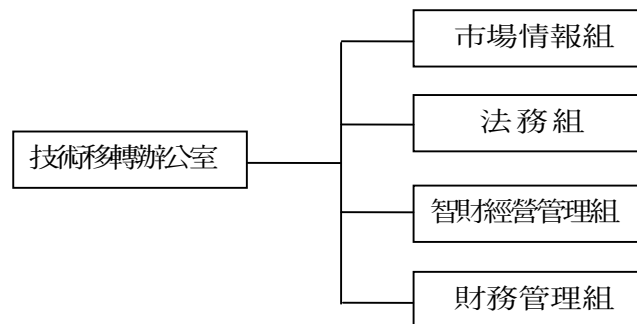 市場情報組
法務組
技術移轉辦公室
智財經營管理組
財務管理組